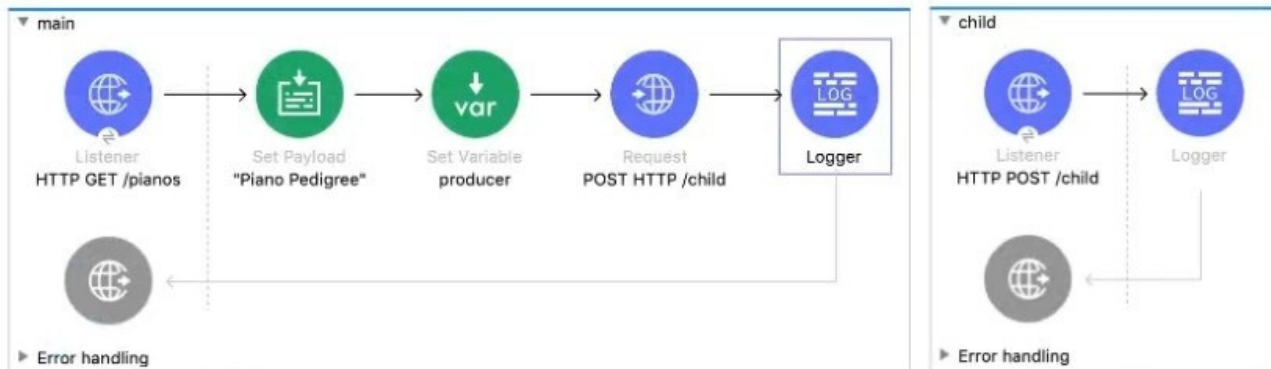 main
Listener
HTTP GET /pianos
Set Payload
"Piano Pedigree"
var
Set Variable
producer
Request
POST HTTP /child
LOG
Logger
Error handling
child
Listener
HTTP POST /child
LOG
Logger
Error handling